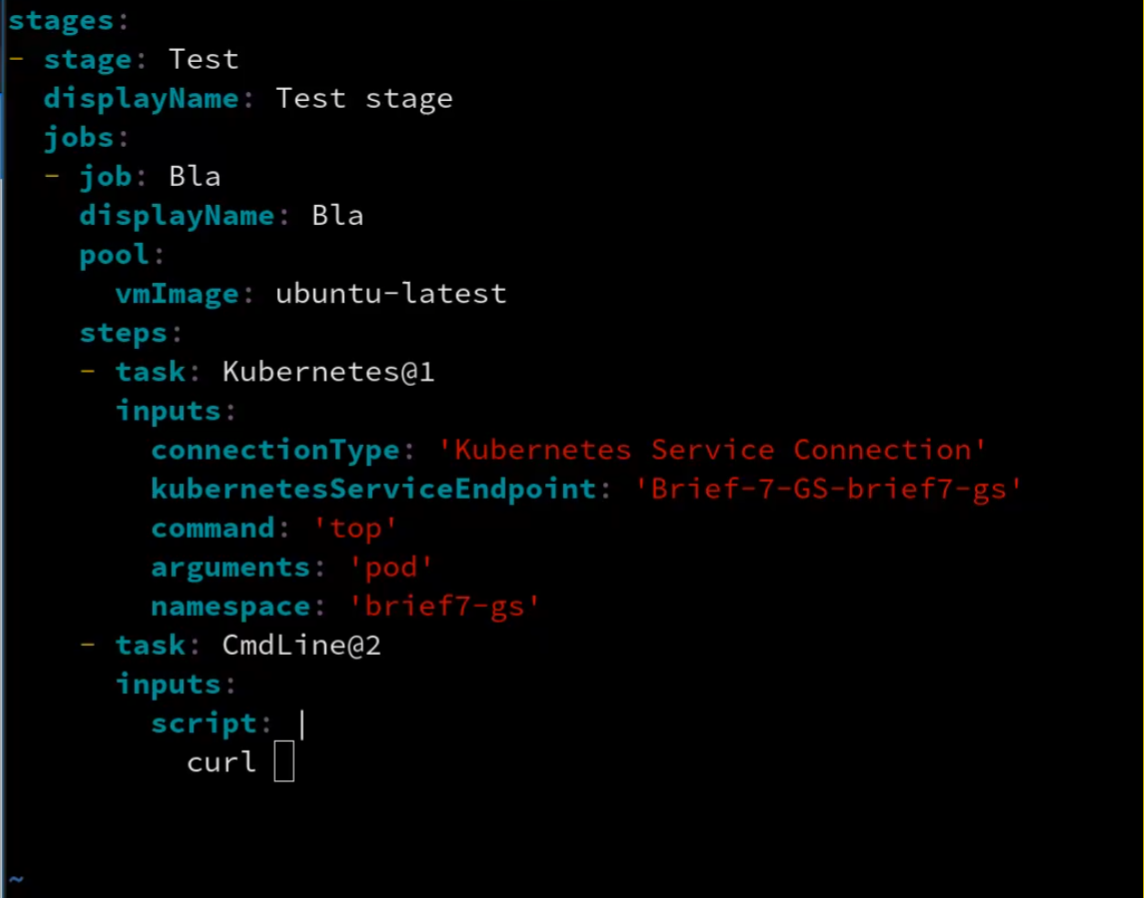 stages:
- stage: Test
  displayName: Test stage
  jobs:
  - job: Bla
    displayName: Bla
    pool:
      vmImage: ubuntu-latest
    steps:
    - task: Kubernetes@1
      inputs:
        connectionType: 'Kubernetes Service Connection'
        kubernetesServiceEndpoint: 'Brief-7-GS-brief7-gs'
        command: 'top'
        arguments: 'pod'
        namespace: 'brief7-gs'
    - task: CmdLine@2
      inputs:
        script: |
          curl
~